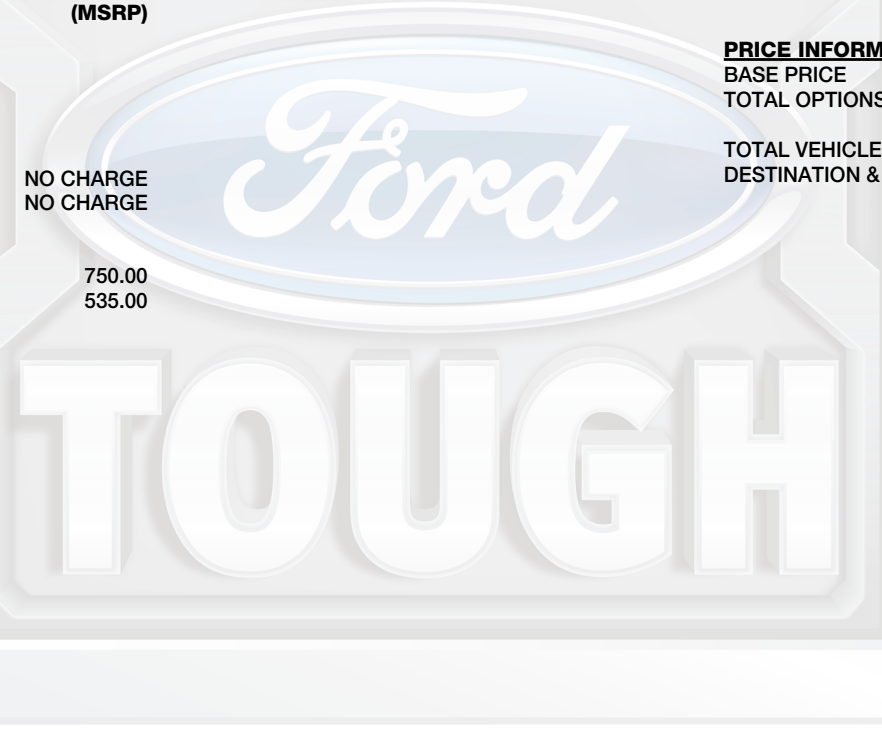 (MSRP)
NO CHARGE
NO CHARGE
750.00
535.00
Ford
TOUGH
PRICE INFORM
BASE PRICE
TOTAL OPTIONS
TOTAL VEHICLE
DESTINATION &